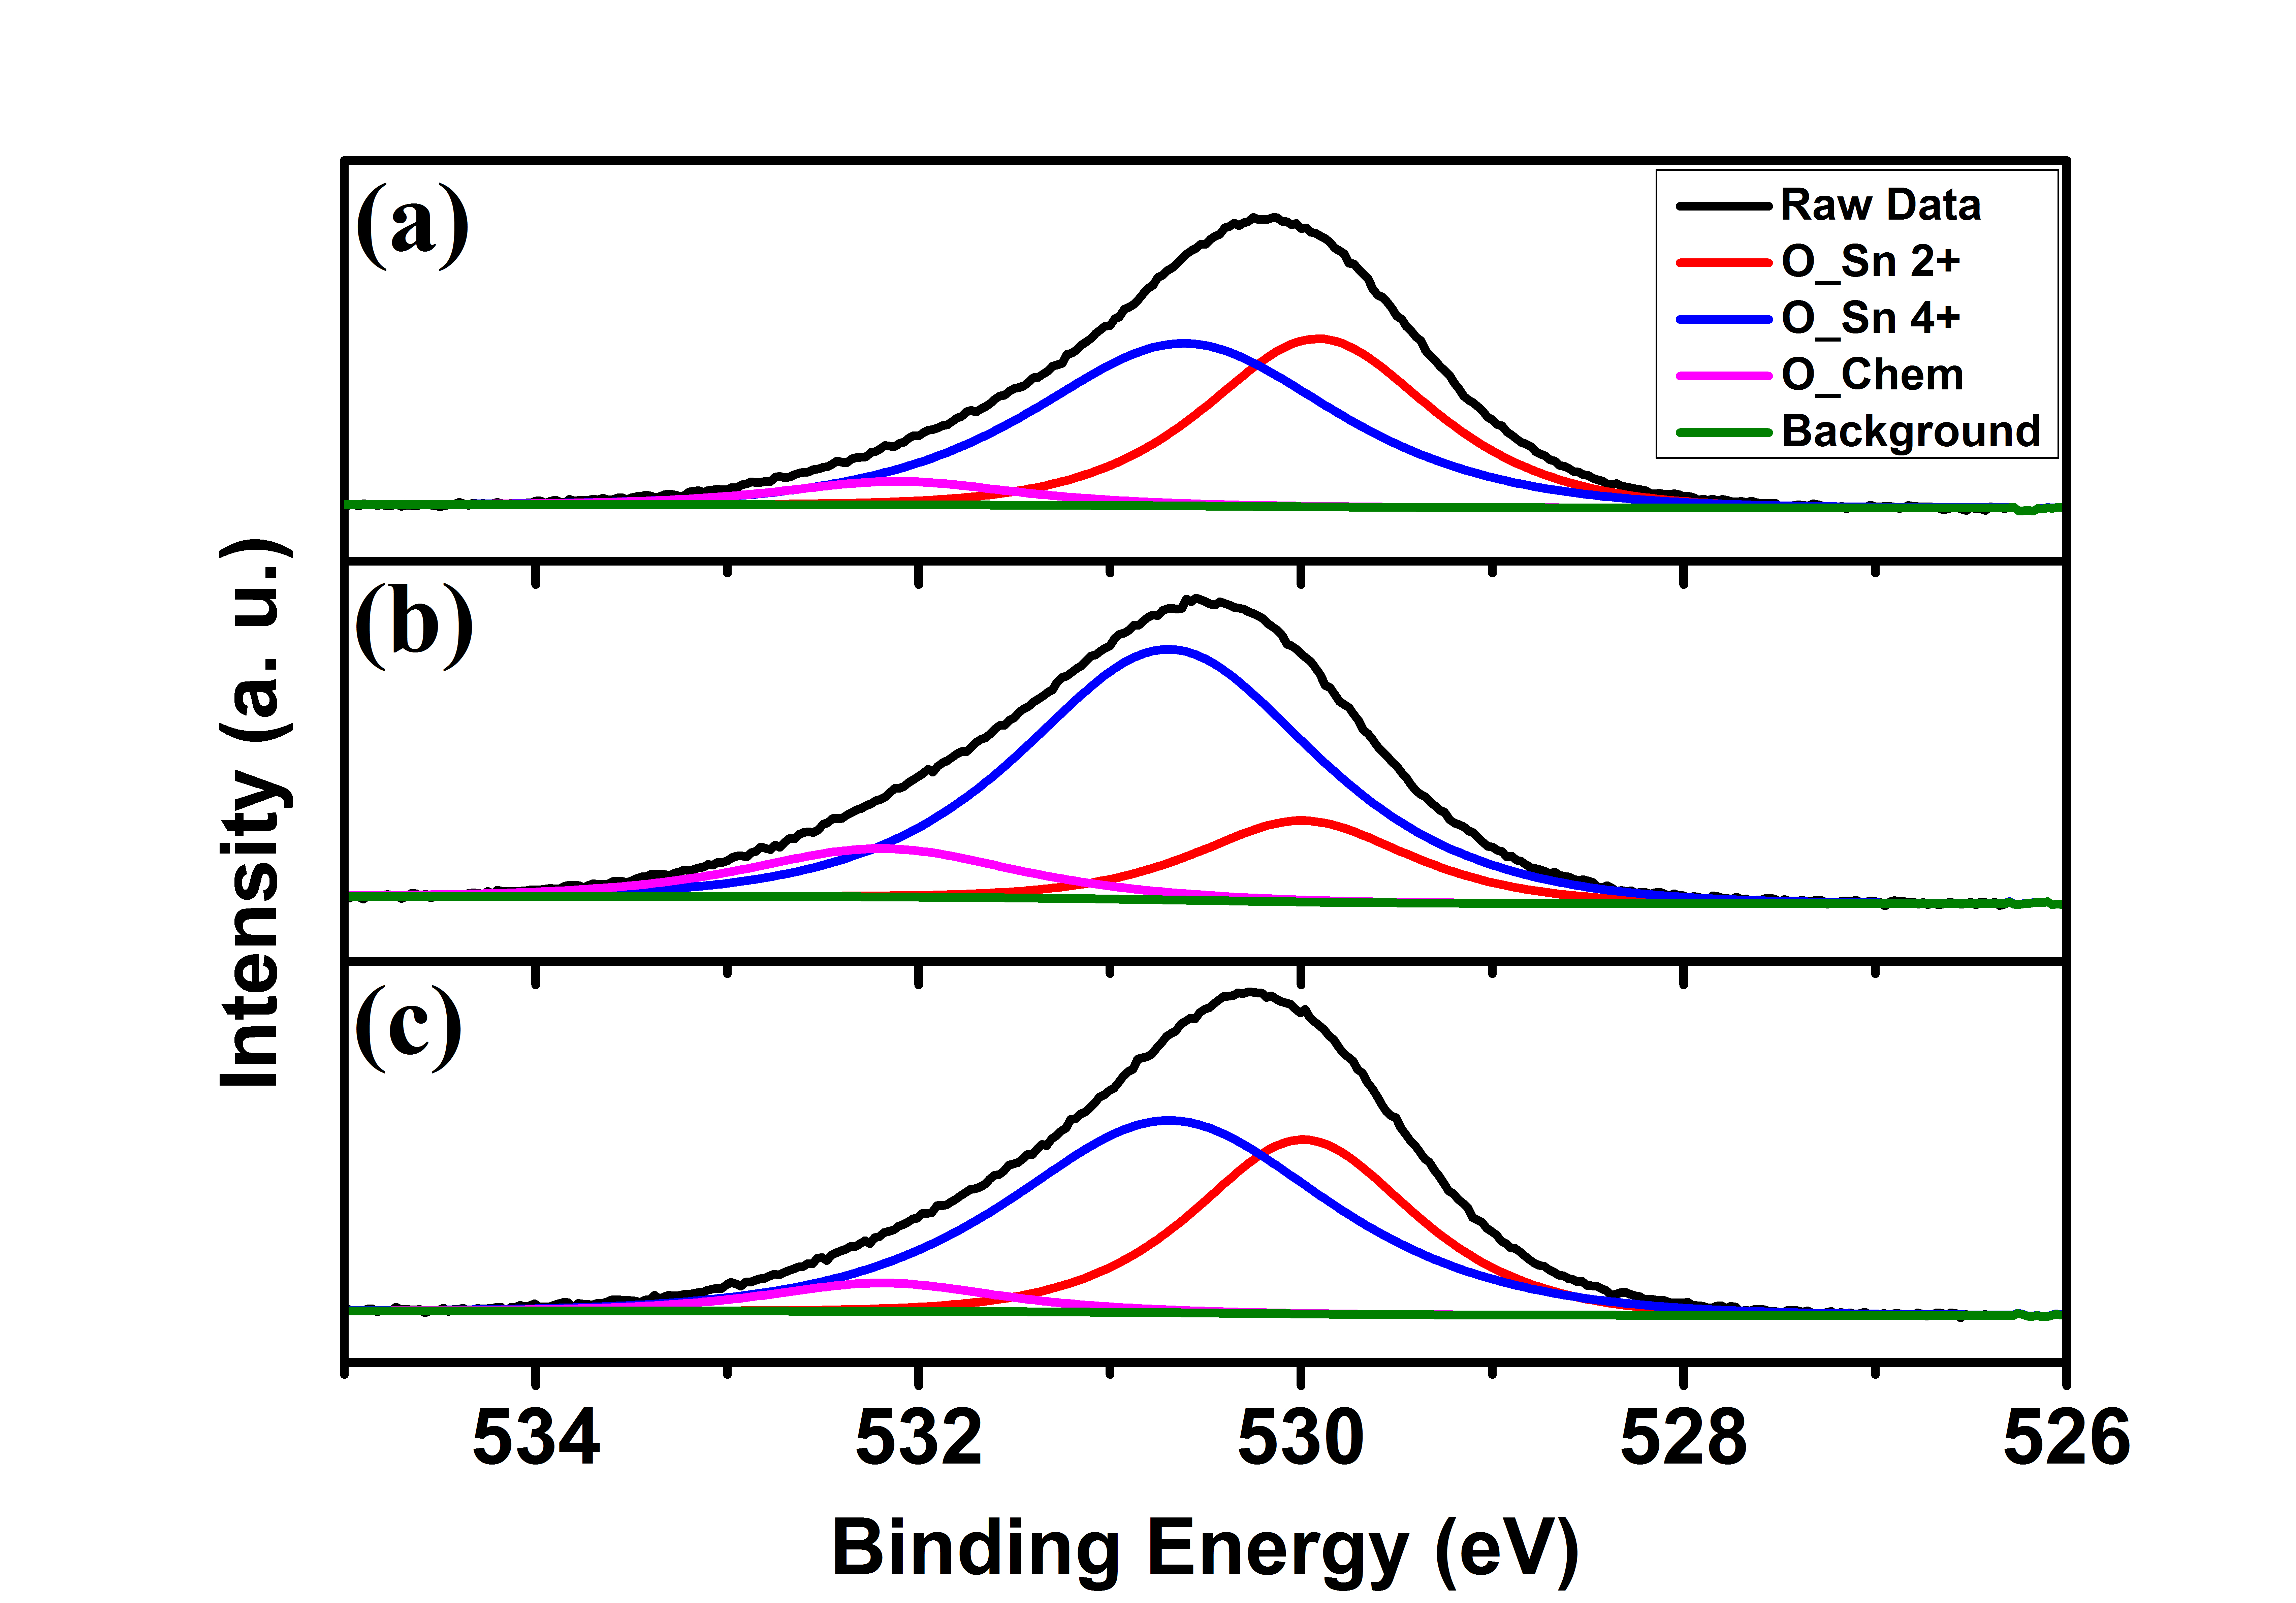 (a)
Raw Data
O_Sn 2+
O_Sn 4+
O_Chem
Background
(b)
(c)
Intensity (a. u.)
534 532 530 528 526
Binding Energy (eV)